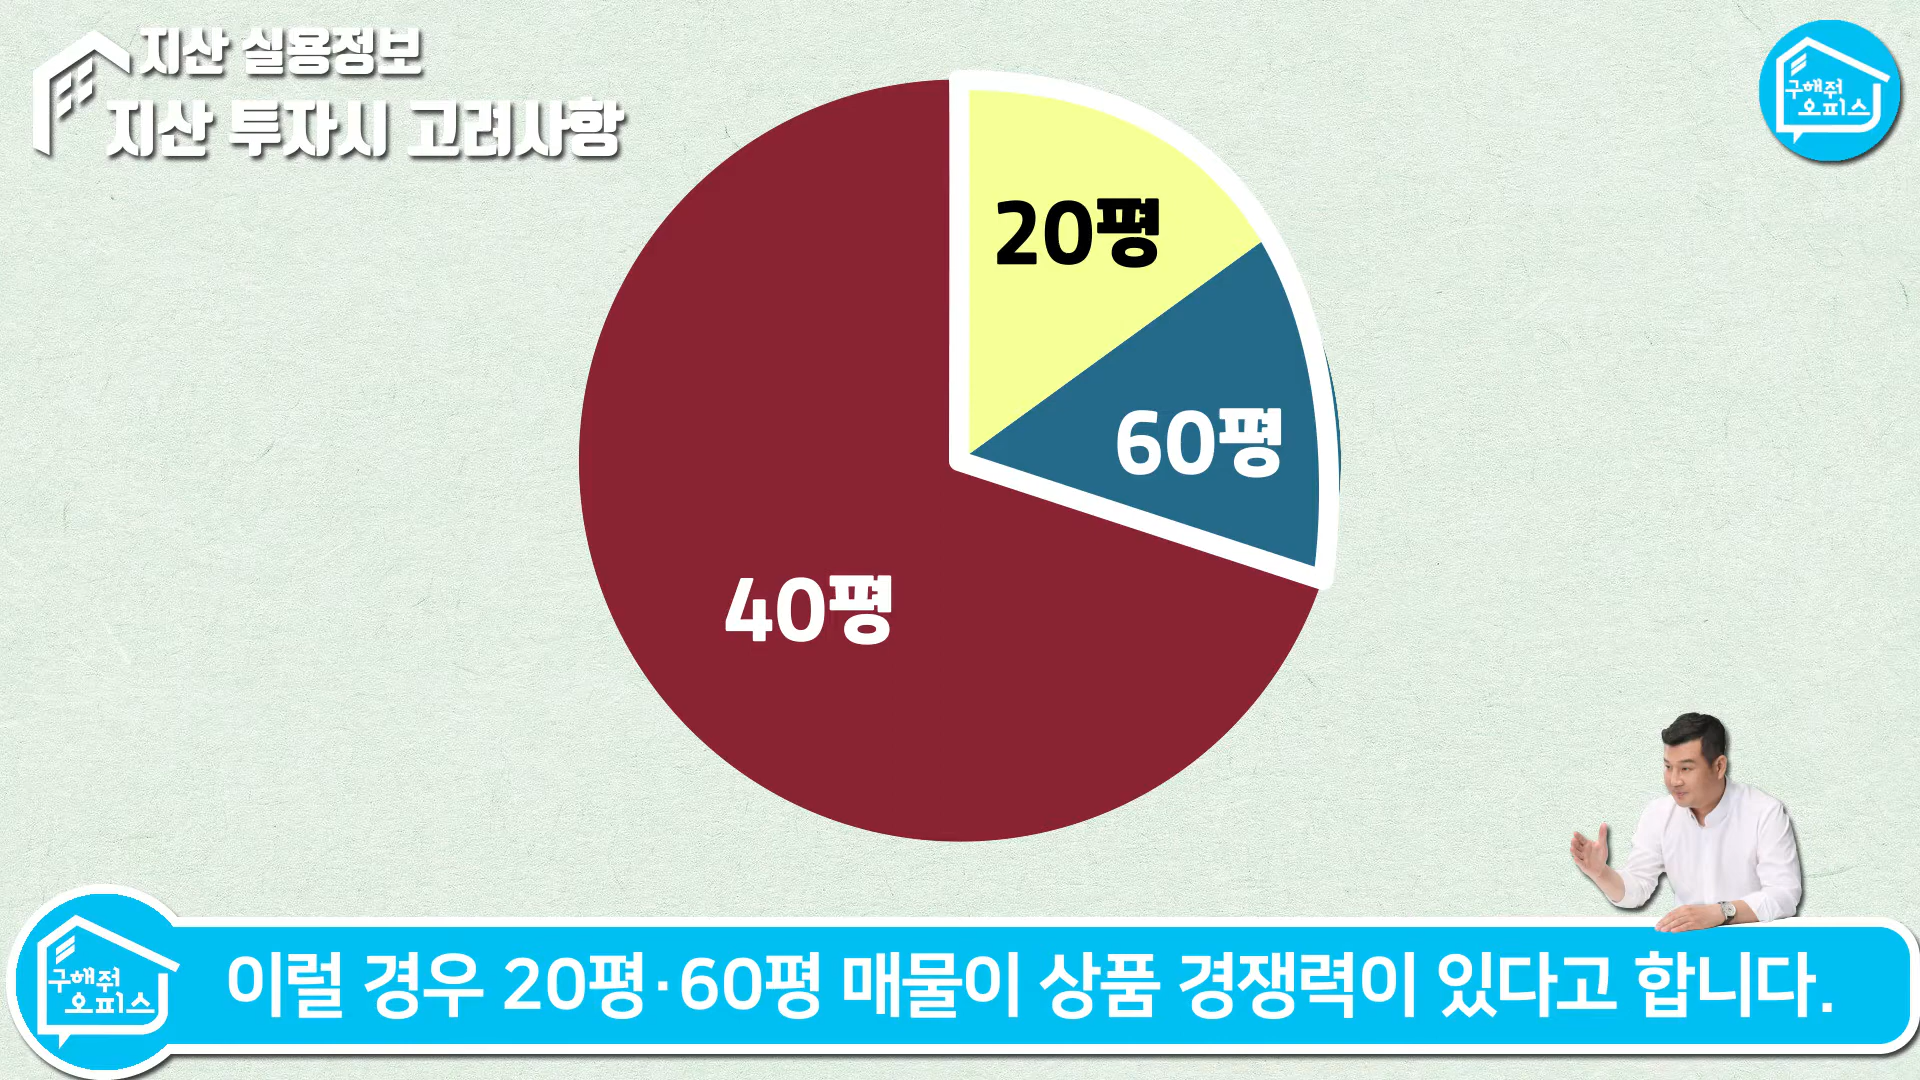 지산 실용정보
지산 투자시 고려사항
구해줘
오피스
20평
60평
40평
구해줘
오피스
이럴 경우 20평·60평 매물이 상품 경쟁력이 있다고 합니다.